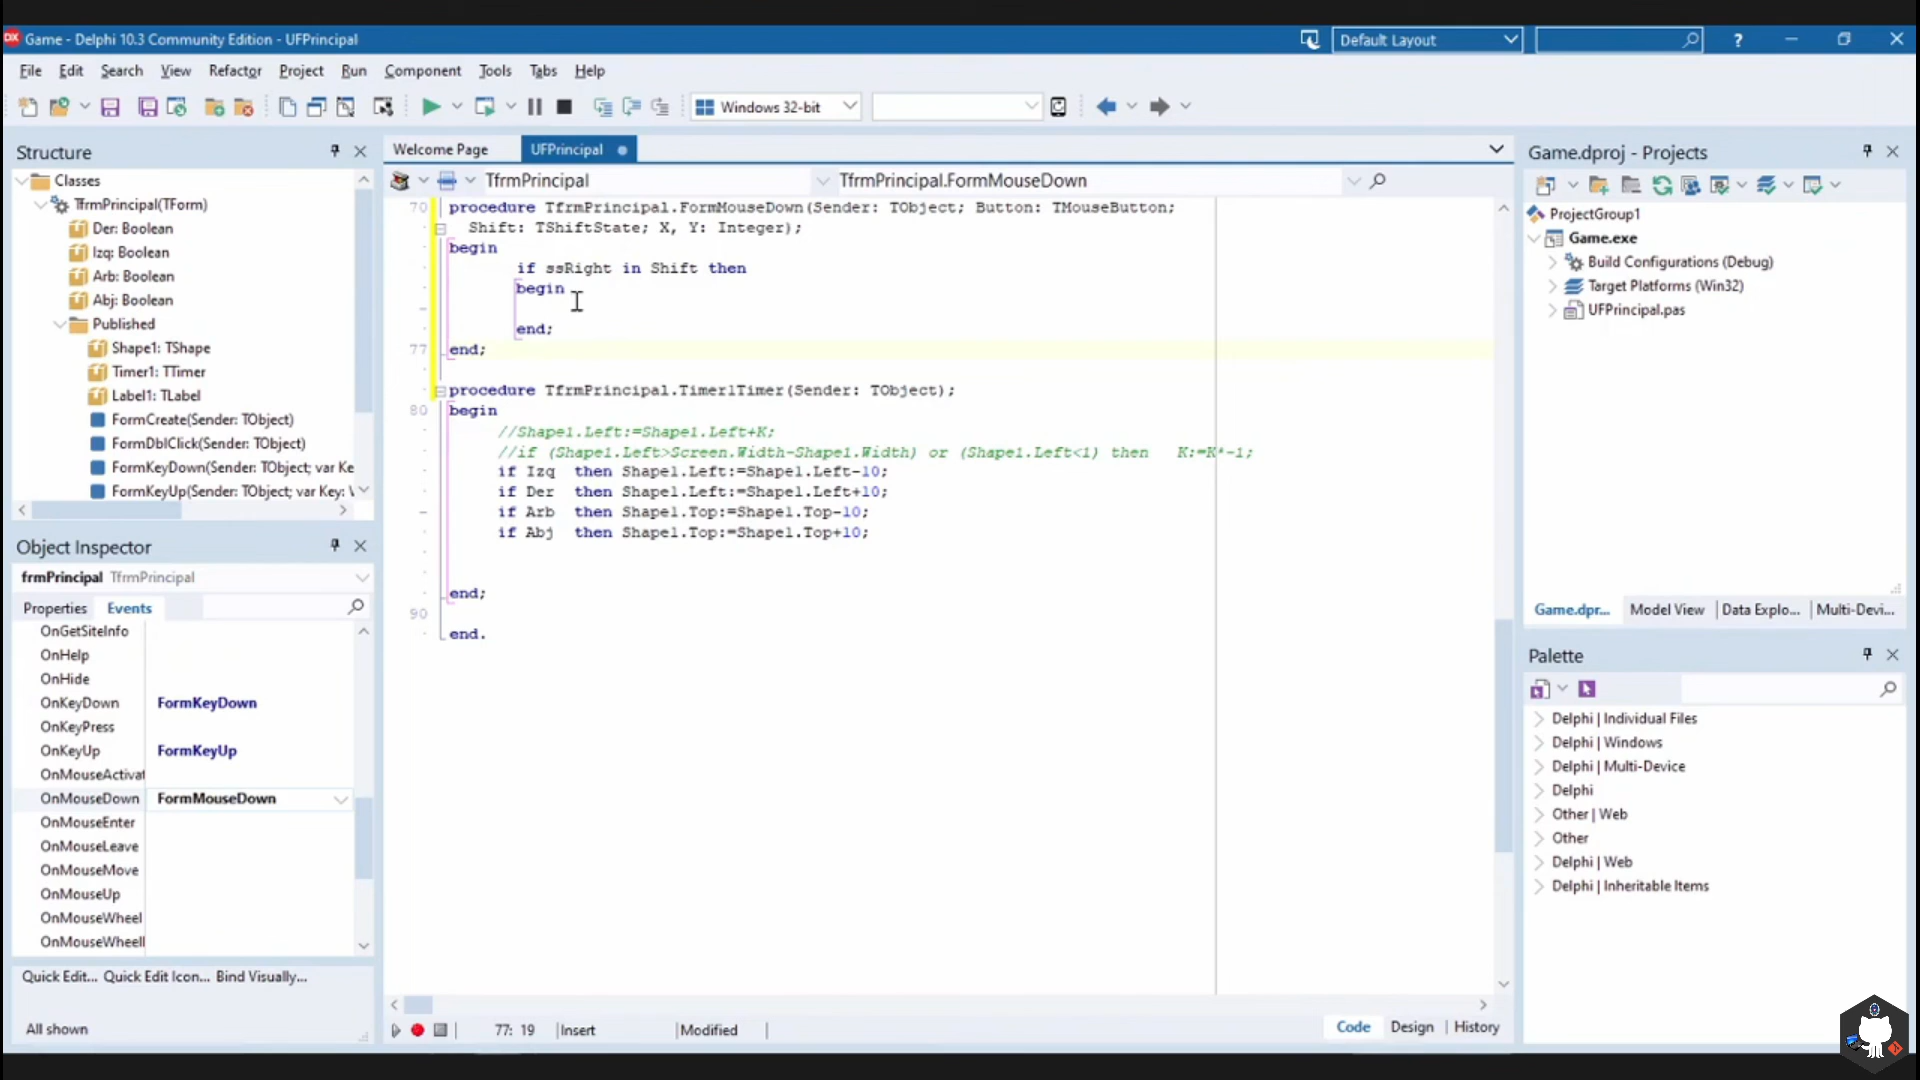 Game - Delphi 10.3 Community Edition - UFPrincipal
Default Layout
?
File Edit Search View Refactor Project Run Component Tools Tabs Help
Windows 32-bit
Structure
Classes
TfrmPrincipal(TForm)
Der: Boolean
Izq: Boolean
Arb: Boolean
Abj: Boolean
Published
Shape1: TShape
Timer1: TTimer
Label1: TLabel
FormCreate(Sender: TObject)
FormDblClick(Sender: TObject)
FormKeyDown(Sender: TObject; var Ke
FormKeyUp(Sender: TObject; var Key: \
Object Inspector
frmPrincipal TfrmPrincipal
Properties Events
OnGetSiteInfo
OnHelp
OnHide
OnKeyDown FormKeyDown
OnKeyPress
OnKeyUp FormKeyUp
OnMouseActivat
OnMouseDown FormMouseDown
OnMouseEnter
OnMouseLeave
OnMouseMove
OnMouseUp
OnMouseWheel
OnMouseWheell
Quick Edit... Quick Edit Icon... Bind Visually...
All shown
Welcome Page UFPrincipal
TfrmPrincipal TfrmPrincipal.FormMouseDown
70 procedure TfrmPrincipal.FormMouseDown(Sender: TObject; Button: TMouseButton;
Shift: TShiftState; X, Y: Integer);
begin
if ssRight in Shift then
begin
end;
77 end;
procedure TfrmPrincipal.Timer1Timer(Sender: TObject);
80 begin
//Shape1.Left:=Shape1.Left+K;
//if (Shape1.Left>Screen.Width-Shape1.Width) or (Shape1.Left<1) then K:=K*-1;
if Izq then Shape1.Left:=Shape1.Left-10;
if Der then Shape1.Left:=Shape1.Left+10;
if Arb then Shape1.Top:=Shape1.Top-10;
if Abj then Shape1.Top:=Shape1.Top+10;
end;
90
end.
77: 19 Insert Modified
Code Design History
Game.dproj - Projects
ProjectGroup1
Game.exe
Build Configurations (Debug)
Target Platforms (Win32)
UFPrincipal.pas
Game.dpr... Model View Data Explo... Multi-Devi...
Palette
Delphi | Individual Files
Delphi | Windows
Delphi | Multi-Device
Delphi
Other | Web
Other
Delphi | Web
Delphi | Inheritable Items